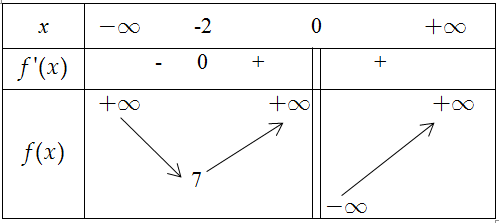 x −∞ -2 0 +∞
f'(x) - 0 + +
+∞ +∞ +∞
f(x)
7
−∞